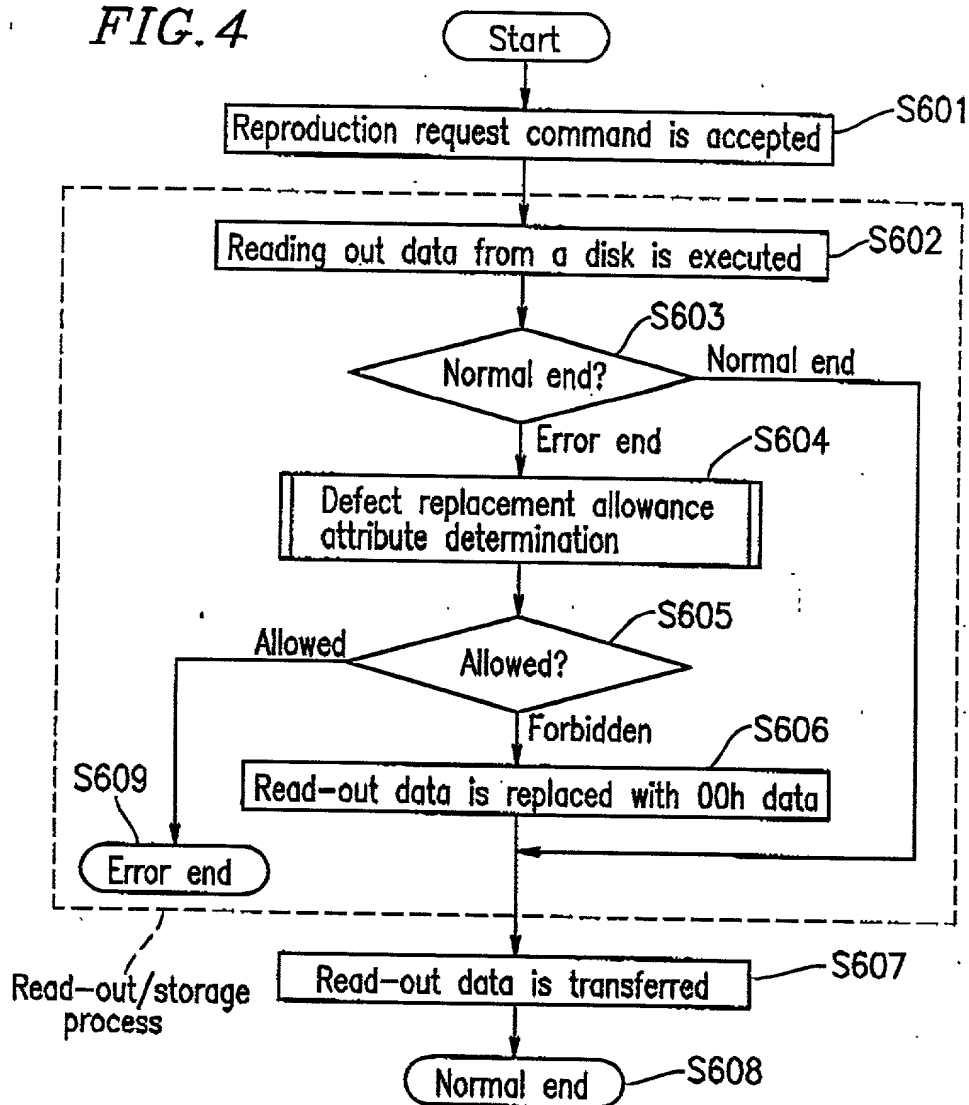 FIG. 4
Start
S601
Reproduction request command is accepted
S602
Reading out data from a disk is executed
S603
Normal end?
Normal end
Error end
S604
Defect replacement allowance
attribute determination
S605
Allowed
Allowed?
Forbidden
S606
Read-out data is replaced with 00h data
S609
Error end
Read-out/storage
process
S607
Read-out data is transferred
S608
Normal end